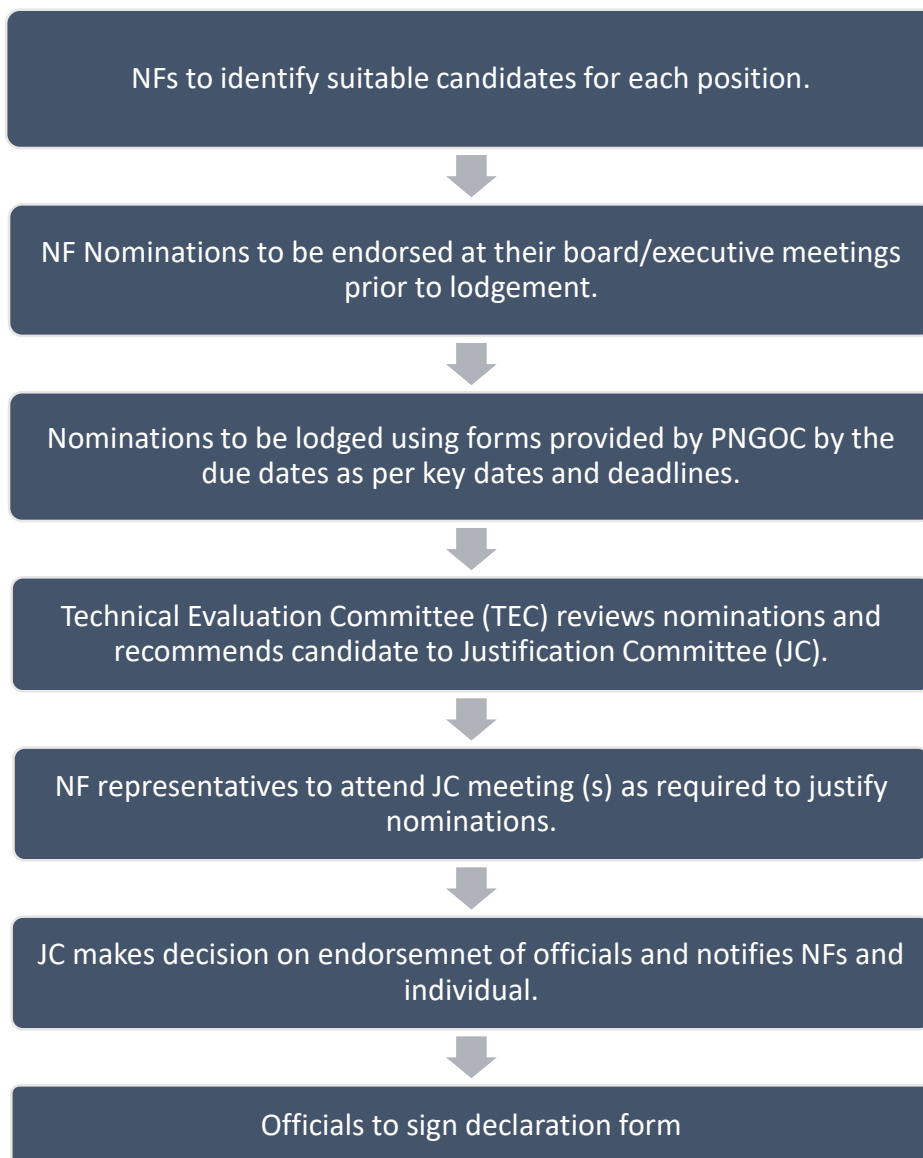 NFs to identify suitable candidates for each position.
NF Nominations to be endorsed at their board/executive meetings
prior to lodgement.
Nominations to be lodged using forms provided by PNGOC by the
due dates as per key dates and deadlines.
Technical Evaluation Committee (TEC) reviews nominations and
recommends candidate to Justification Committee (JC).
NF representatives to attend JC meeting (s) as required to justify
nominations.
JC makes decision on endorsemnet of officials and notifies NFs and
individual.
Officials to sign declaration form